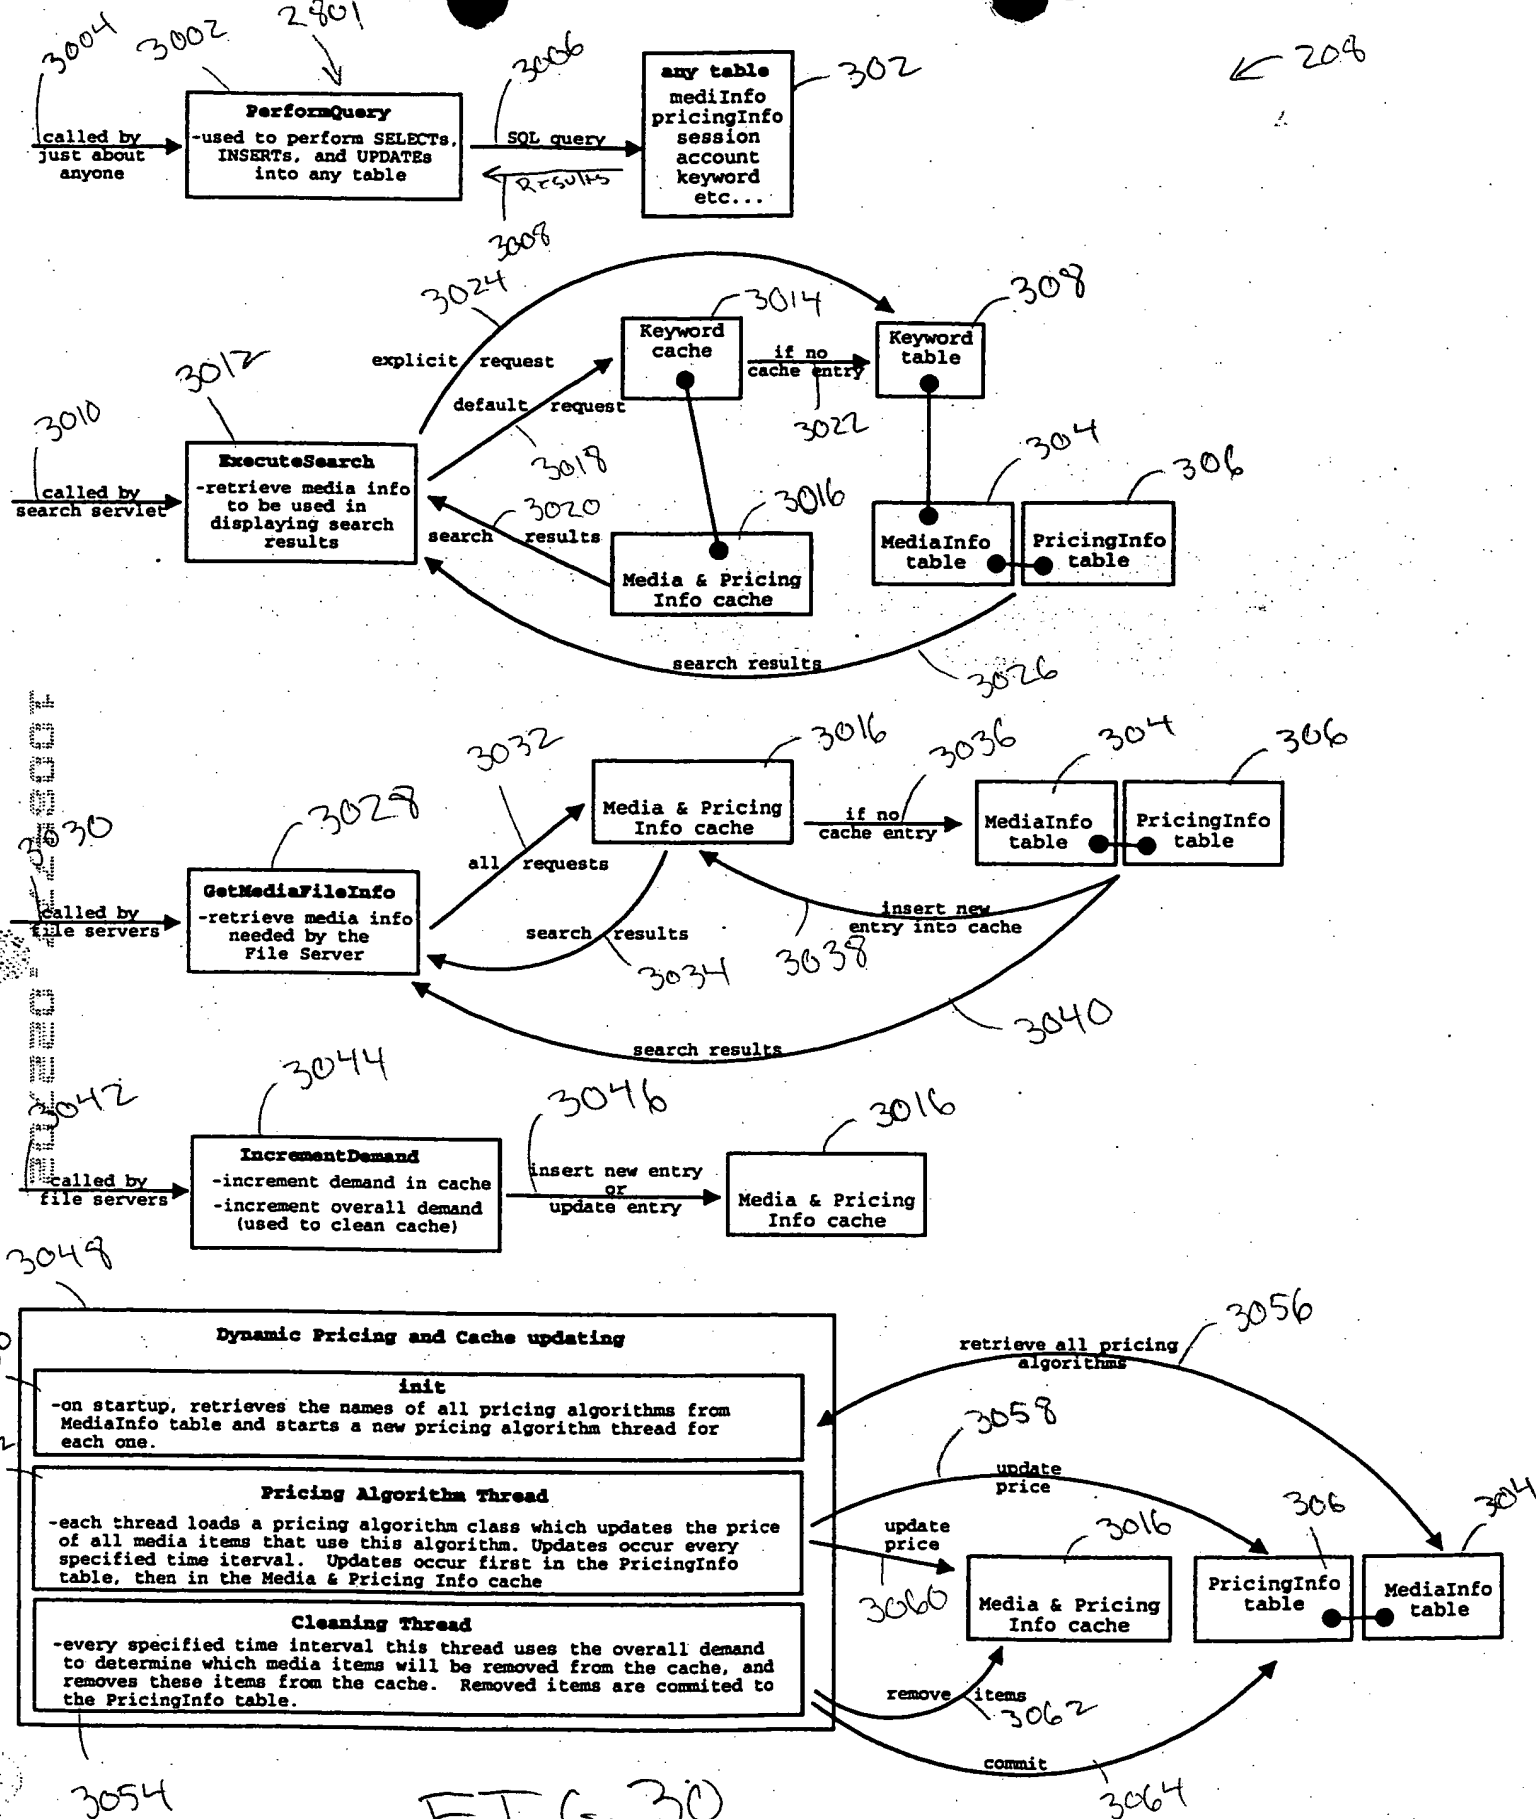 2801
3004
3002
3006
302
208
PerformQuery
-used to perform SELECTs,
INSERTs, and UPDATEs
into any table
called by
just about
anyone
SQL query
RESULTS
3008
any table
mediInfo
pricingInfo
session
account
keyword
etc...
3024
3014
308
3012
explicit request
default request
Keyword
cache
if no
cache entry
3022
Keyword
table
3010
3018
304
306
called by
search servlet
ExecuteSearch
-retrieve media info
to be used in
displaying search
results
3020
search results
3016
Media & Pricing
Info cache
MediaInfo
table
PricingInfo
table
search results
3026
3032
3016
3036
304
306
3028
3030
Media & Pricing
Info cache
if no
cache entry
MediaInfo
table
PricingInfo
table
all requests
called by
file servers
GetMediaFileInfo
-retrieve media info
needed by the
File Server
search results
3034
insert new
entry into cache
3038
3040
search results
3042
3044
3046
3016
called by
file servers
IncrementDemand
-increment demand in cache
-increment overall demand
(used to clean cache)
insert new entry
or
update entry
Media & Pricing
Info cache
3048
Dynamic Pricing and Cache updating
init
-on startup, retrieves the names of all pricing algorithms from
MediaInfo table and starts a new pricing algorithm thread for
each one.
Pricing Algorithm Thread
-each thread loads a pricing algorithm class which updates the price
of all media items that use this algorithm. Updates occur every
specified time iterval. Updates occur first in the PricingInfo
table, then in the Media & Pricing Info cache
Cleaning Thread
-every specified time interval this thread uses the overall demand
to determine which media items will be removed from the cache, and
removes these items from the cache. Removed items are commited to
the PricingInfo table.
3054
retrieve all pricing
algorithms
3056
3058
update
price
update
price
3060
3016
306
304
Media & Pricing
Info cache
PricingInfo
table
MediaInfo
table
remove items
3062
commit
3064
FIG. 30